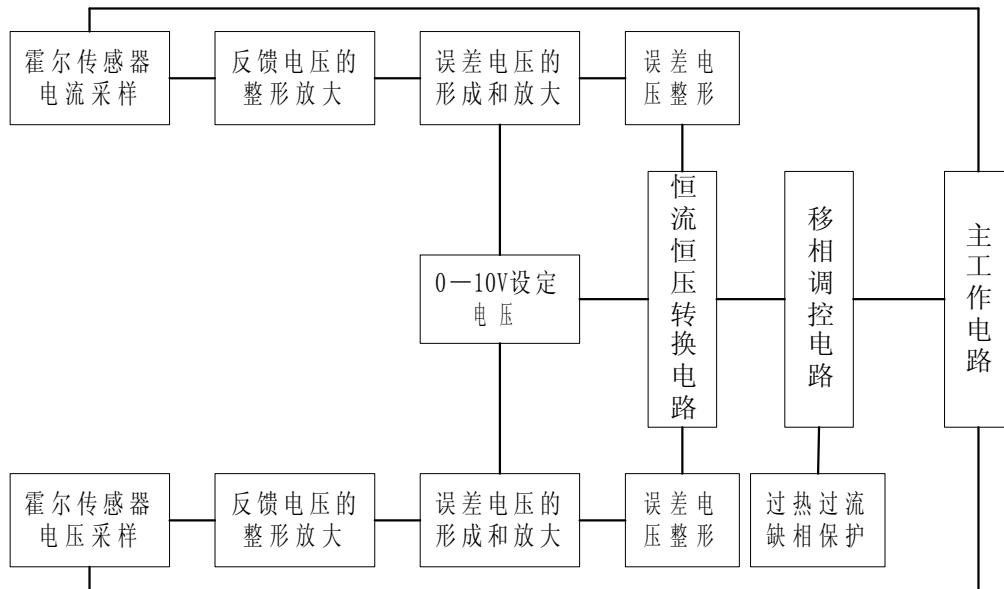 霍尔传感器
电流采样
反馈电压的
整形放大
误差电压的
形成和放大
误差电
压整形
恒流恒压转换电路
移相调控电路
主工作电路
0—10V设定
电压
霍尔传感器
电压采样
反馈电压的
整形放大
误差电压的
形成和放大
误差电
压整形
过热过流
缺相保护